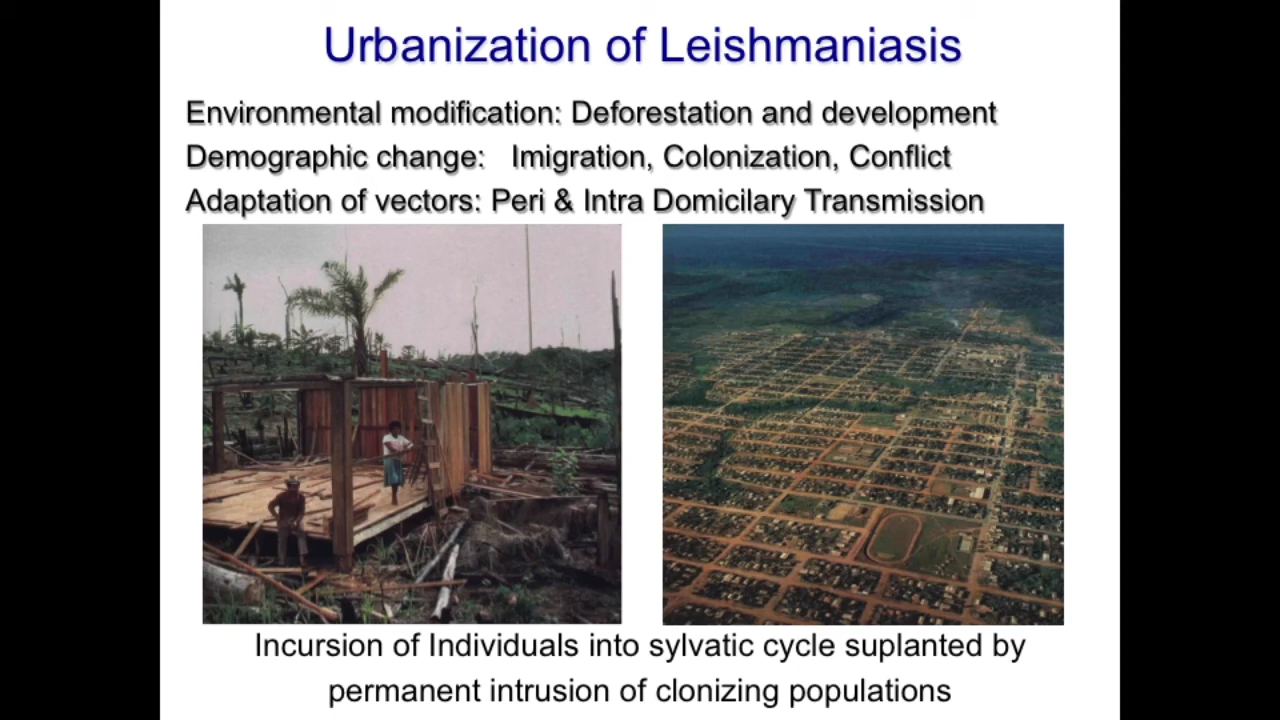 Urbanization of Leishmaniasis
Environmental modification: Deforestation and development
Demographic change: Imigration, Colonization, Conflict
Adaptation of vectors: Peri & Intra Domicilary Transmission
Incursion of Individuals into sylvatic cycle suplanted by
permanent intrusion of clonizing populations